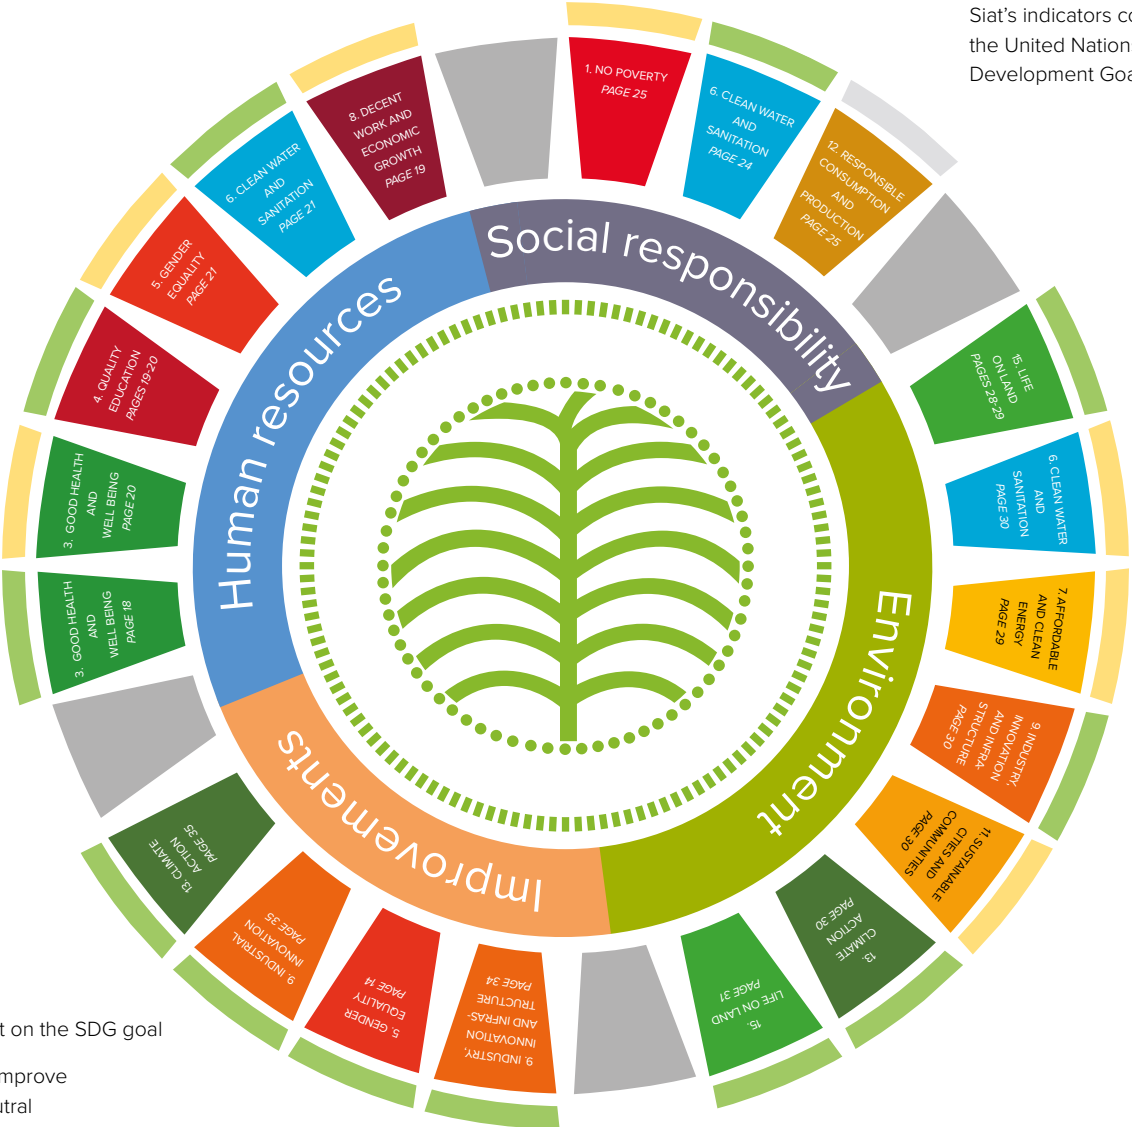 Siat's indicators co
the United Nation
Development Goa
1. NO POVERTY
PAGE 25
6. CLEAN WATER
AND
SANITATION
PAGE 24
12. RESPONSIBLE
CONSUMPTION
AND
PRODUCTION
PAGE 25
15. LIFE
ON LAND
PAGES 28-29
6. CLEAN WATER
AND
SANITATION
PAGE 30
7. AFFORDABLE
AND CLEAN
ENERGY
PAGE 29
9. INDUSTRY,
INNOVATION
AND INFRA-
STRUCTURE
PAGE 30
11. SUSTAINABLE
CITIES AND
COMMUNITIES
PAGE 30
13.
CLIMATE
ACTION
PAGE 30
15.
LIFE ON LAND
PAGE 31
9. INDUSTRY,
INNOVATION
AND INFRAS-
TRUCTURE
PAGE 34
5. GENDER
EQUALITY
PAGE 14
9. INDUSTRIAL
INNOVATION
PAGE 35
13. CLIMATE
ACTION
PAGE 35
3. GOOD HEALTH
AND
WELL BEING
PAGE 18
3. GOOD HEALTH
AND
WELL BEING
PAGE 20
4. QUALITY
EDUCATION
PAGES 19-20
5. GENDER
EQUALITY
PAGE 21
6. CLEAN WATER
AND
SANITATION
PAGE 21
8. DECENT
WORK AND
ECONOMIC
GROWTH
PAGE 19
Social responsibility
Environment
Improvements
Human resources
t on the SDG goal
mprove
utral